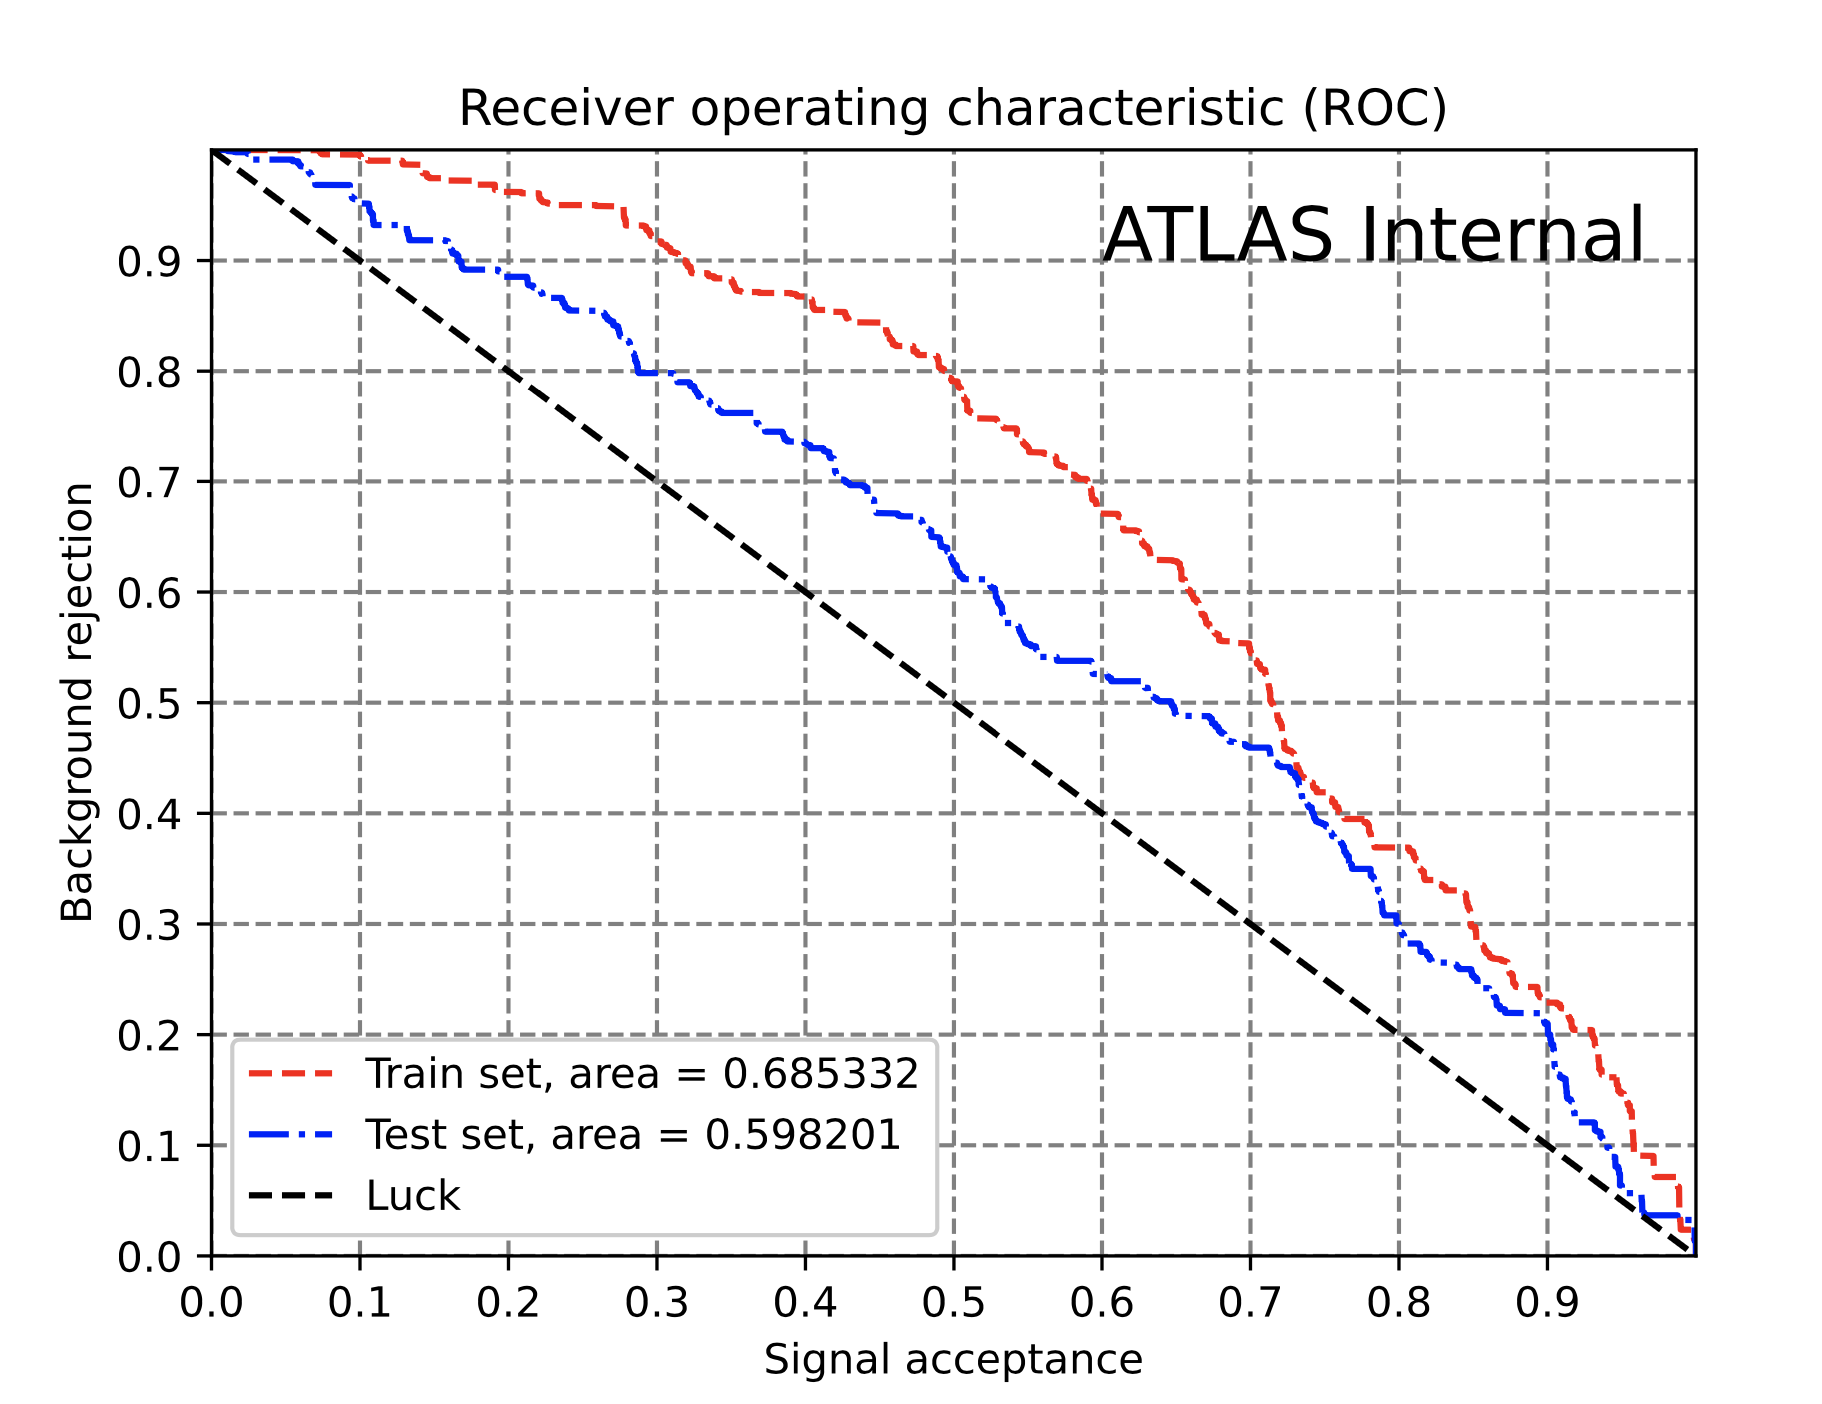 Receiver operating characteristic (ROC)
ATLAS Internal
Background rejection
0.9
0.8
0.7
0.6
0.5
0.4
0.3
0.2
0.1
0.0
Train set, area = 0.685332
Test set, area = 0.598201
Luck
0.0 0.1 0.2 0.3 0.4 0.5 0.6 0.7 0.8 0.9
Signal acceptance